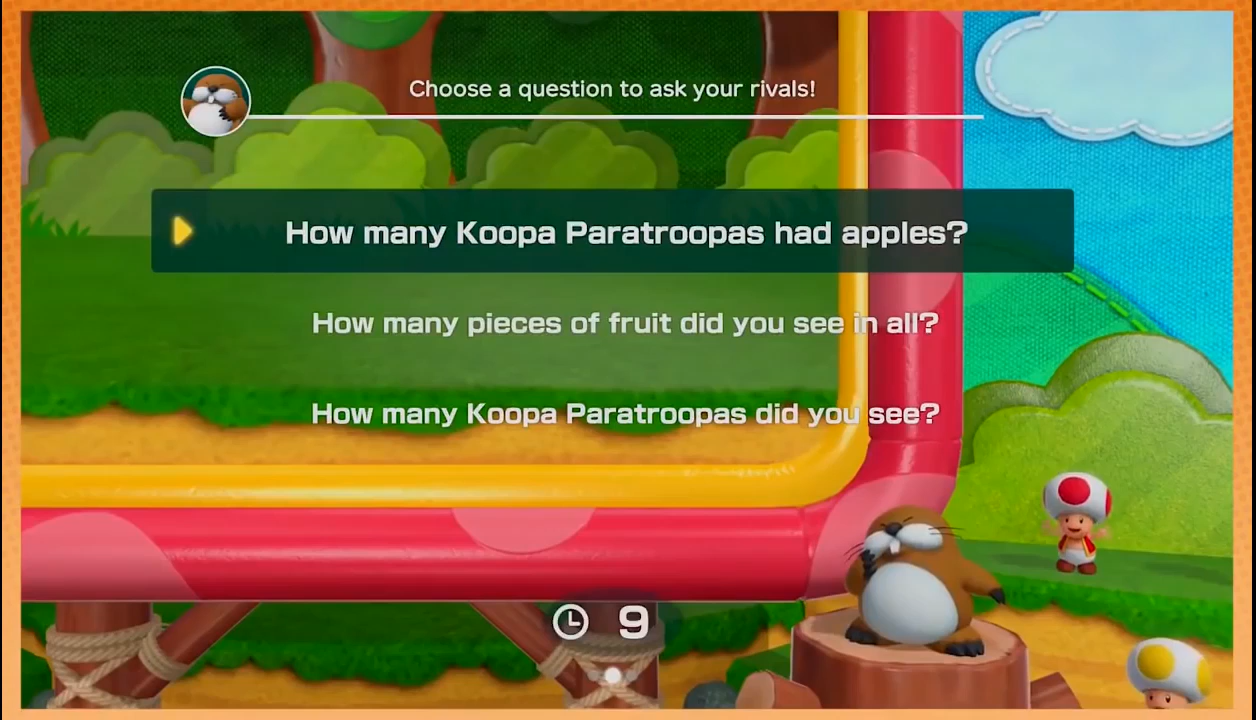 Choose a question to ask your rivals!
How many Koopa Paratroopas had apples?
How many pieces of fruit did you see in all?
How many Koopa Paratroopas did you see?
9